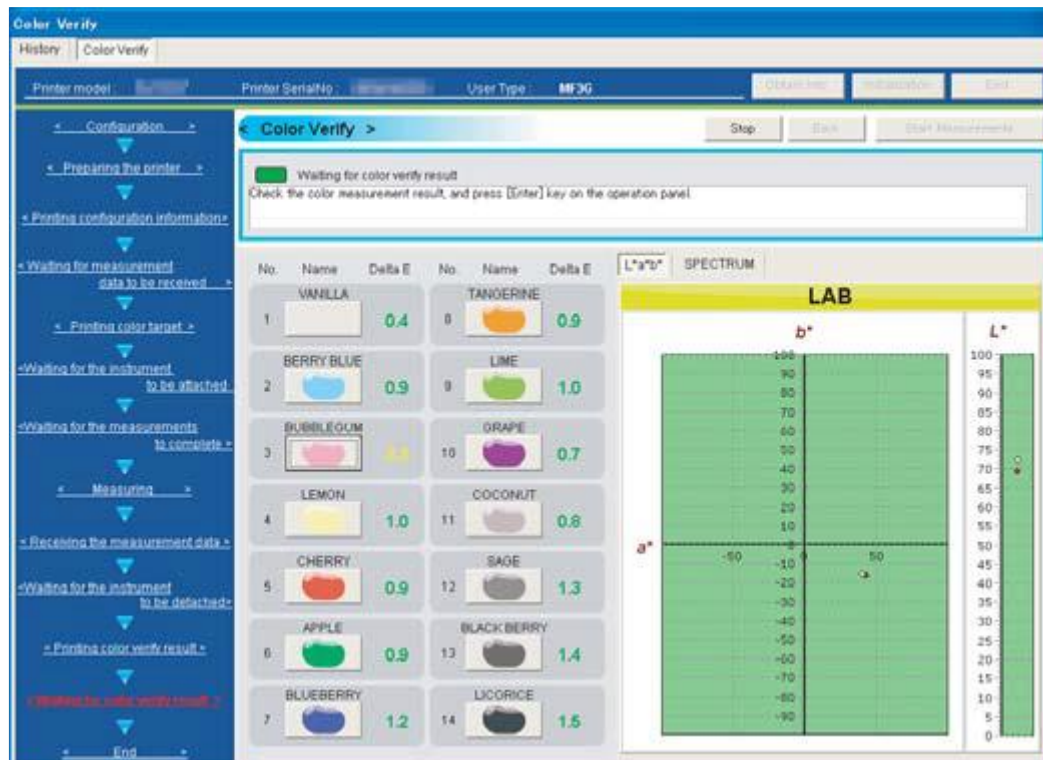 Color Verify
History Color Verify
Printer model : Printer SerialNo : User Type : MF3G End
< Configuration >
< Preparing the printer >
< Printing configuration information>
< Waiting for measurement
data to be received >
< Printing color target >
<Waiting for the instrument
to be attached
<Waiting for the measurements
to complete >
< Measuring >
< Receiving the measurement data >
<Waiting for the instrument
to be detached>
< Printing color verify result >
< Waiting for color verify result >
< End >
< Color Verify > Stop Back Start Measurements
Waiting for color verify result
Check the color measurement result, and press [Enter] key on the operation panel.
No. Name Delta E No. Name Delta E
VANILLA TANGERINE
1 0.4 8 0.9
BERRY BLUE LIME
2 0.9 9 1.0
BUBBLEGUM GRAPE
3 10 0.7
LEMON COCONUT
4 1.0 11 0.8
CHERRY SAGE
5 0.9 12 1.3
APPLE BLACK BERRY
6 0.9 13 1.4
BLUEBERRY LICORICE
7 1.2 14 1.5
L*a*b* SPECTRUM
LAB
b* L*
100
90
80
70
60
50
40
30
20
10
0
-10
-20
-30
-40
-50
-60
-70
-80
-90
a* -50 50
100
95
90
85
80
75
70
65
60
55
50
45
40
35
30
25
20
15
10
5
0